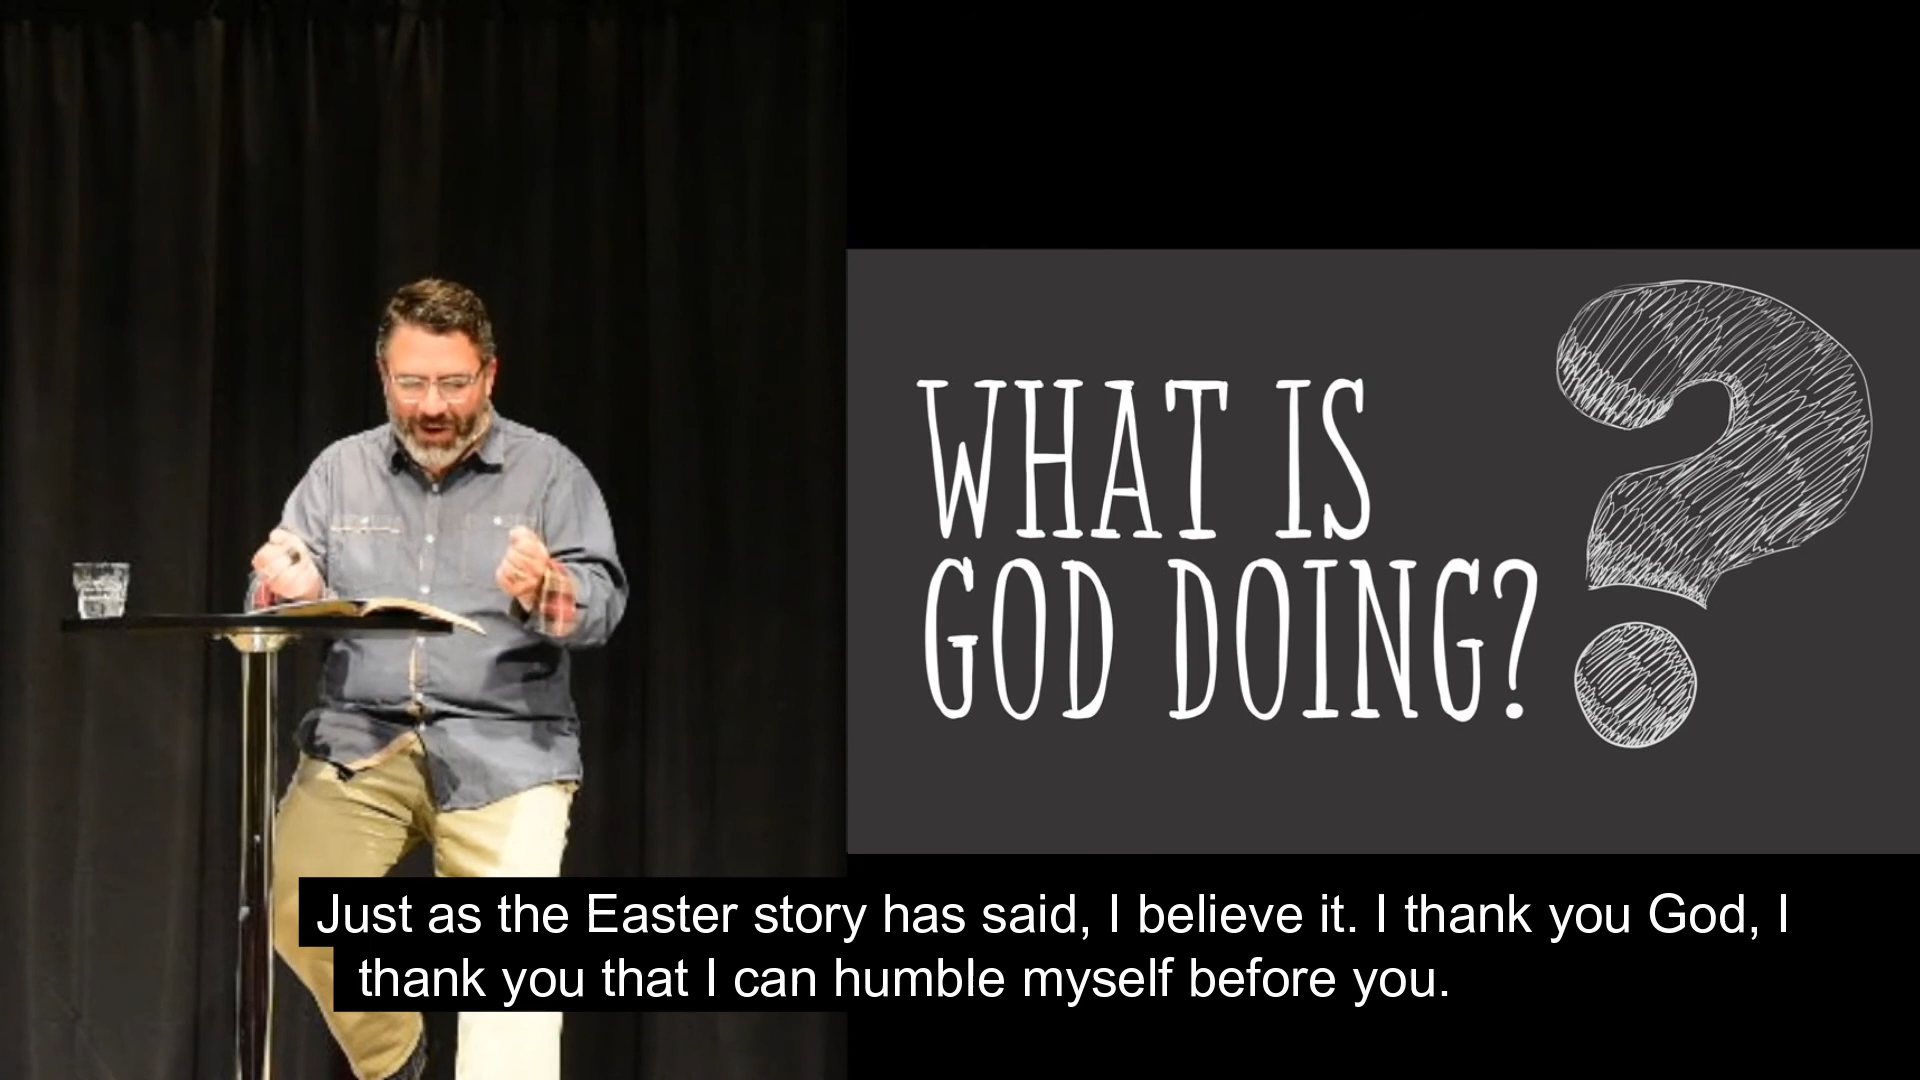 WHAT IS
GOD DOING?
Just as the Easter story has said, I believe it. I thank you God, I
thank you that I can humble myself before you.